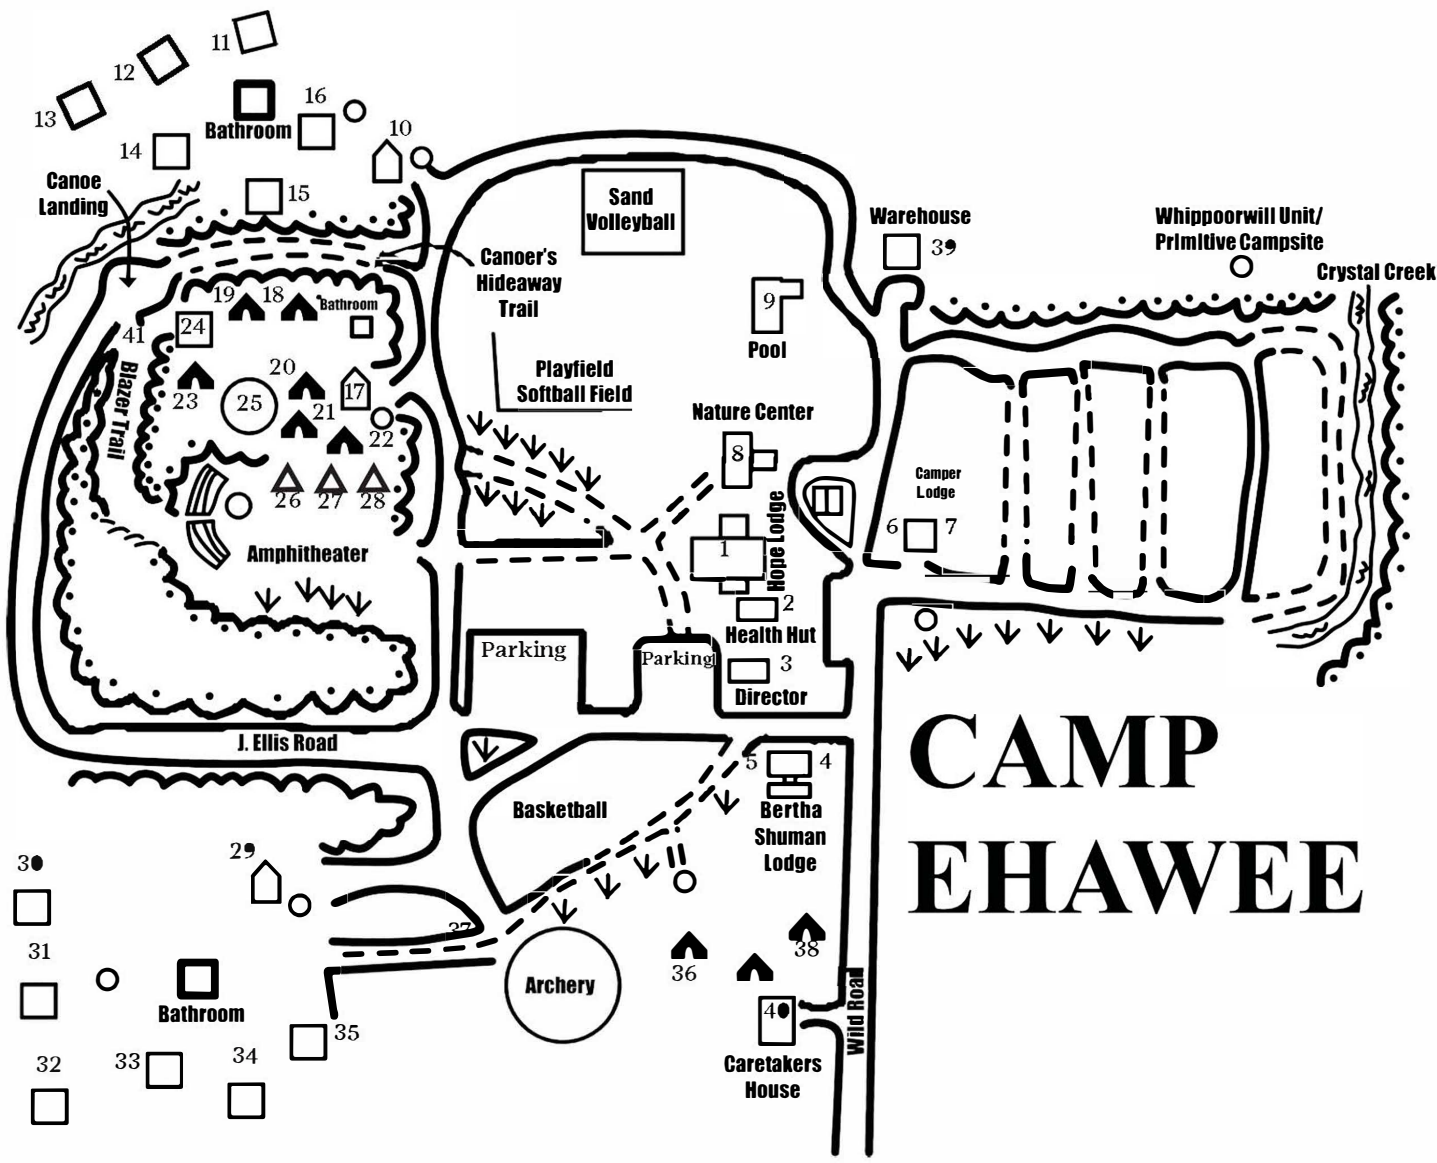 11
12
13
16
Bathroom
10
14
Canoe
Landing
15
Sand
Volleyball
Warehouse
39
Whippoorwill Unit/
Primitive Campsite
Crystal Creek
Canoer's
Hideaway
Trail
19
18
Bathroom
24
41
9
Pool
Blazer Trail
20
17
23
25
21
22
Playfield
Softball Field
Nature Center
8
26
27
28
Camper
Lodge
6
7
Amphitheater
6
1
Hope Lodge
2
Health Hut
Parking
Parking
3
Director
J. Ellis Road
CAMP
EHAWEE
5
4
Bertha
Shuman
Lodge
Basketball
29
30
31
37
38
36
Archery
Bathroom
40
Wild Road
35
32
33
34
Caretakers
House